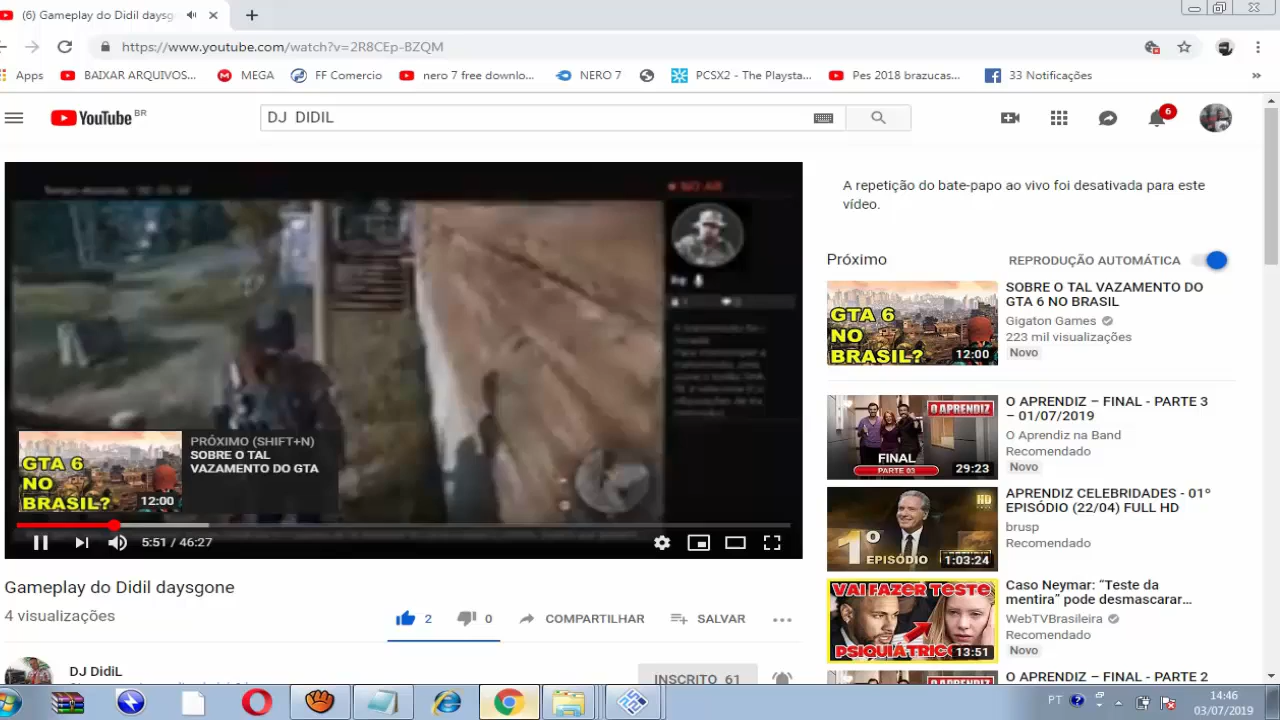 (6) Gameplay do Didil daysg
https://www.youtube.com/watch?v=2R8CEp-BZQM
Apps
BAIXAR ARQUIVOS...
MEGA
FF Comercio
nero 7 free downlo...
NERO 7
PCSX2 - The Playsta...
Pes 2018 brazucas...
33 Notificações
»
YouTube BR
DJ DIDIL
6
NO AR
A repetição do bate-papo ao vivo foi desativada para este
vídeo.
Próximo
REPRODUÇÃO AUTOMÁTICA
GTA 6
NO
BRASIL?
12:00
SOBRE O TAL VAZAMENTO DO
GTA 6 NO BRASIL
Gigaton Games
223 mil visualizações
Novo
O APRENDIZ
FINAL
PARTE 03
29:23
O APRENDIZ – FINAL - PARTE 3
– 01/07/2019
O Aprendiz na Band
Recomendado
Novo
HD
1º
EPISÓDIO
1:03:24
APRENDIZ CELEBRIDADES - 01º
EPISÓDIO (22/04) FULL HD
brusp
Recomendado
VAI FAZER TESTE
PSIQUIÁTRICO
13:51
Caso Neymar: “Teste da
mentira” pode desmascarar...
WebTVBrasileira
Recomendado
Novo
O APRENDIZ – FINAL - PARTE 2
GTA 6
NO
BRASIL?
12:00
PRÓXIMO (SHIFT+N)
SOBRE O TAL
VAZAMENTO DO GTA
5:51 / 46:27
Gameplay do Didil daysgone
4 visualizações
2
0
COMPARTILHAR
SALVAR
DJ DidiL
INSCRITO 61
PT
14:46
03/07/2019